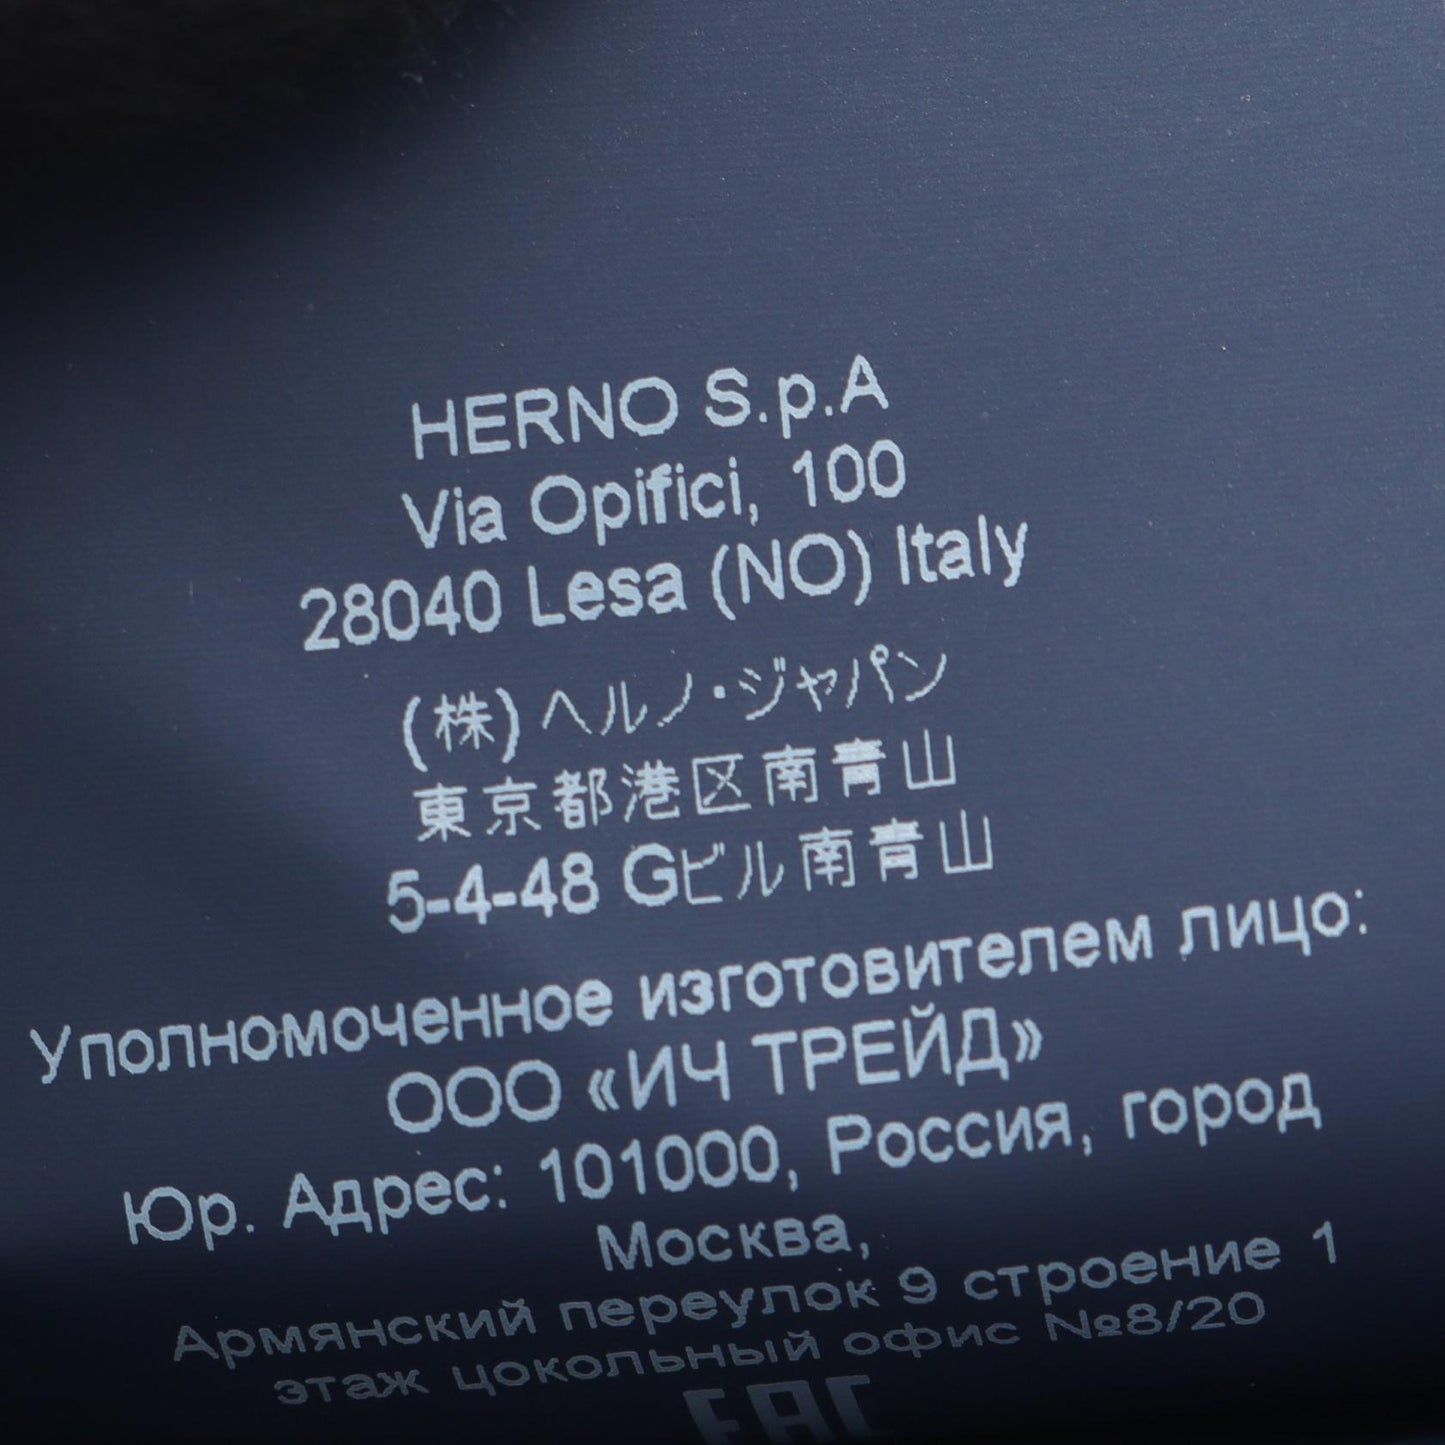 HERNO S.p.A
Via Opifici, 100
28040 Lesa (NO) Italy
(株) ヘルノ・ジャパン
東京都港区南青山
5-4-48 Gビル南青山
Уполномоченное изготовителем лицо:
ООО «ИЧ ТРЕЙД»
Юр. Адрес: 101000, Россия, город
Москва,
Армянский переулок 9 строение 1
этаж цокольный офис №8/20
EAC